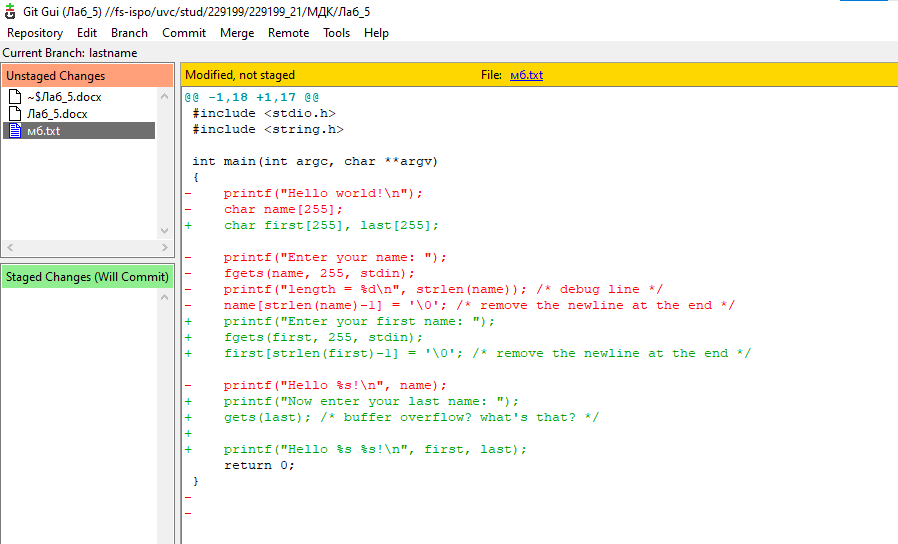 Git Gui (Лаб_5) //fs-ispo/uvc/stud/229199/229199_21/МДК/Лаб_5
Repository Edit Branch Commit Merge Remote Tools Help
Current Branch: lastname
Unstaged Changes
~$Лаб_5.docx
Лаб_5.docx
мб.txt
Staged Changes (Will Commit)
Modified, not staged File: мб.txt
@@ -1,18 +1,17 @@
#include <stdio.h>
#include <string.h>
int main(int argc, char **argv)
{
-    printf("Hello world!\n");
-    char name[255];
+    char first[255], last[255];
-    printf("Enter your name: ");
-    fgets(name, 255, stdin);
-    printf("length = %d\n", strlen(name)); /* debug line */
-    name[strlen(name)-1] = '\0'; /* remove the newline at the end */
+    printf("Enter your first name: ");
+    fgets(first, 255, stdin);
+    first[strlen(first)-1] = '\0'; /* remove the newline at the end */
-    printf("Hello %s!\n", name);
+    printf("Now enter your last name: ");
+    gets(last); /* buffer overflow? what's that? */
+
+    printf("Hello %s %s!\n", first, last);
return 0;
}
-
-